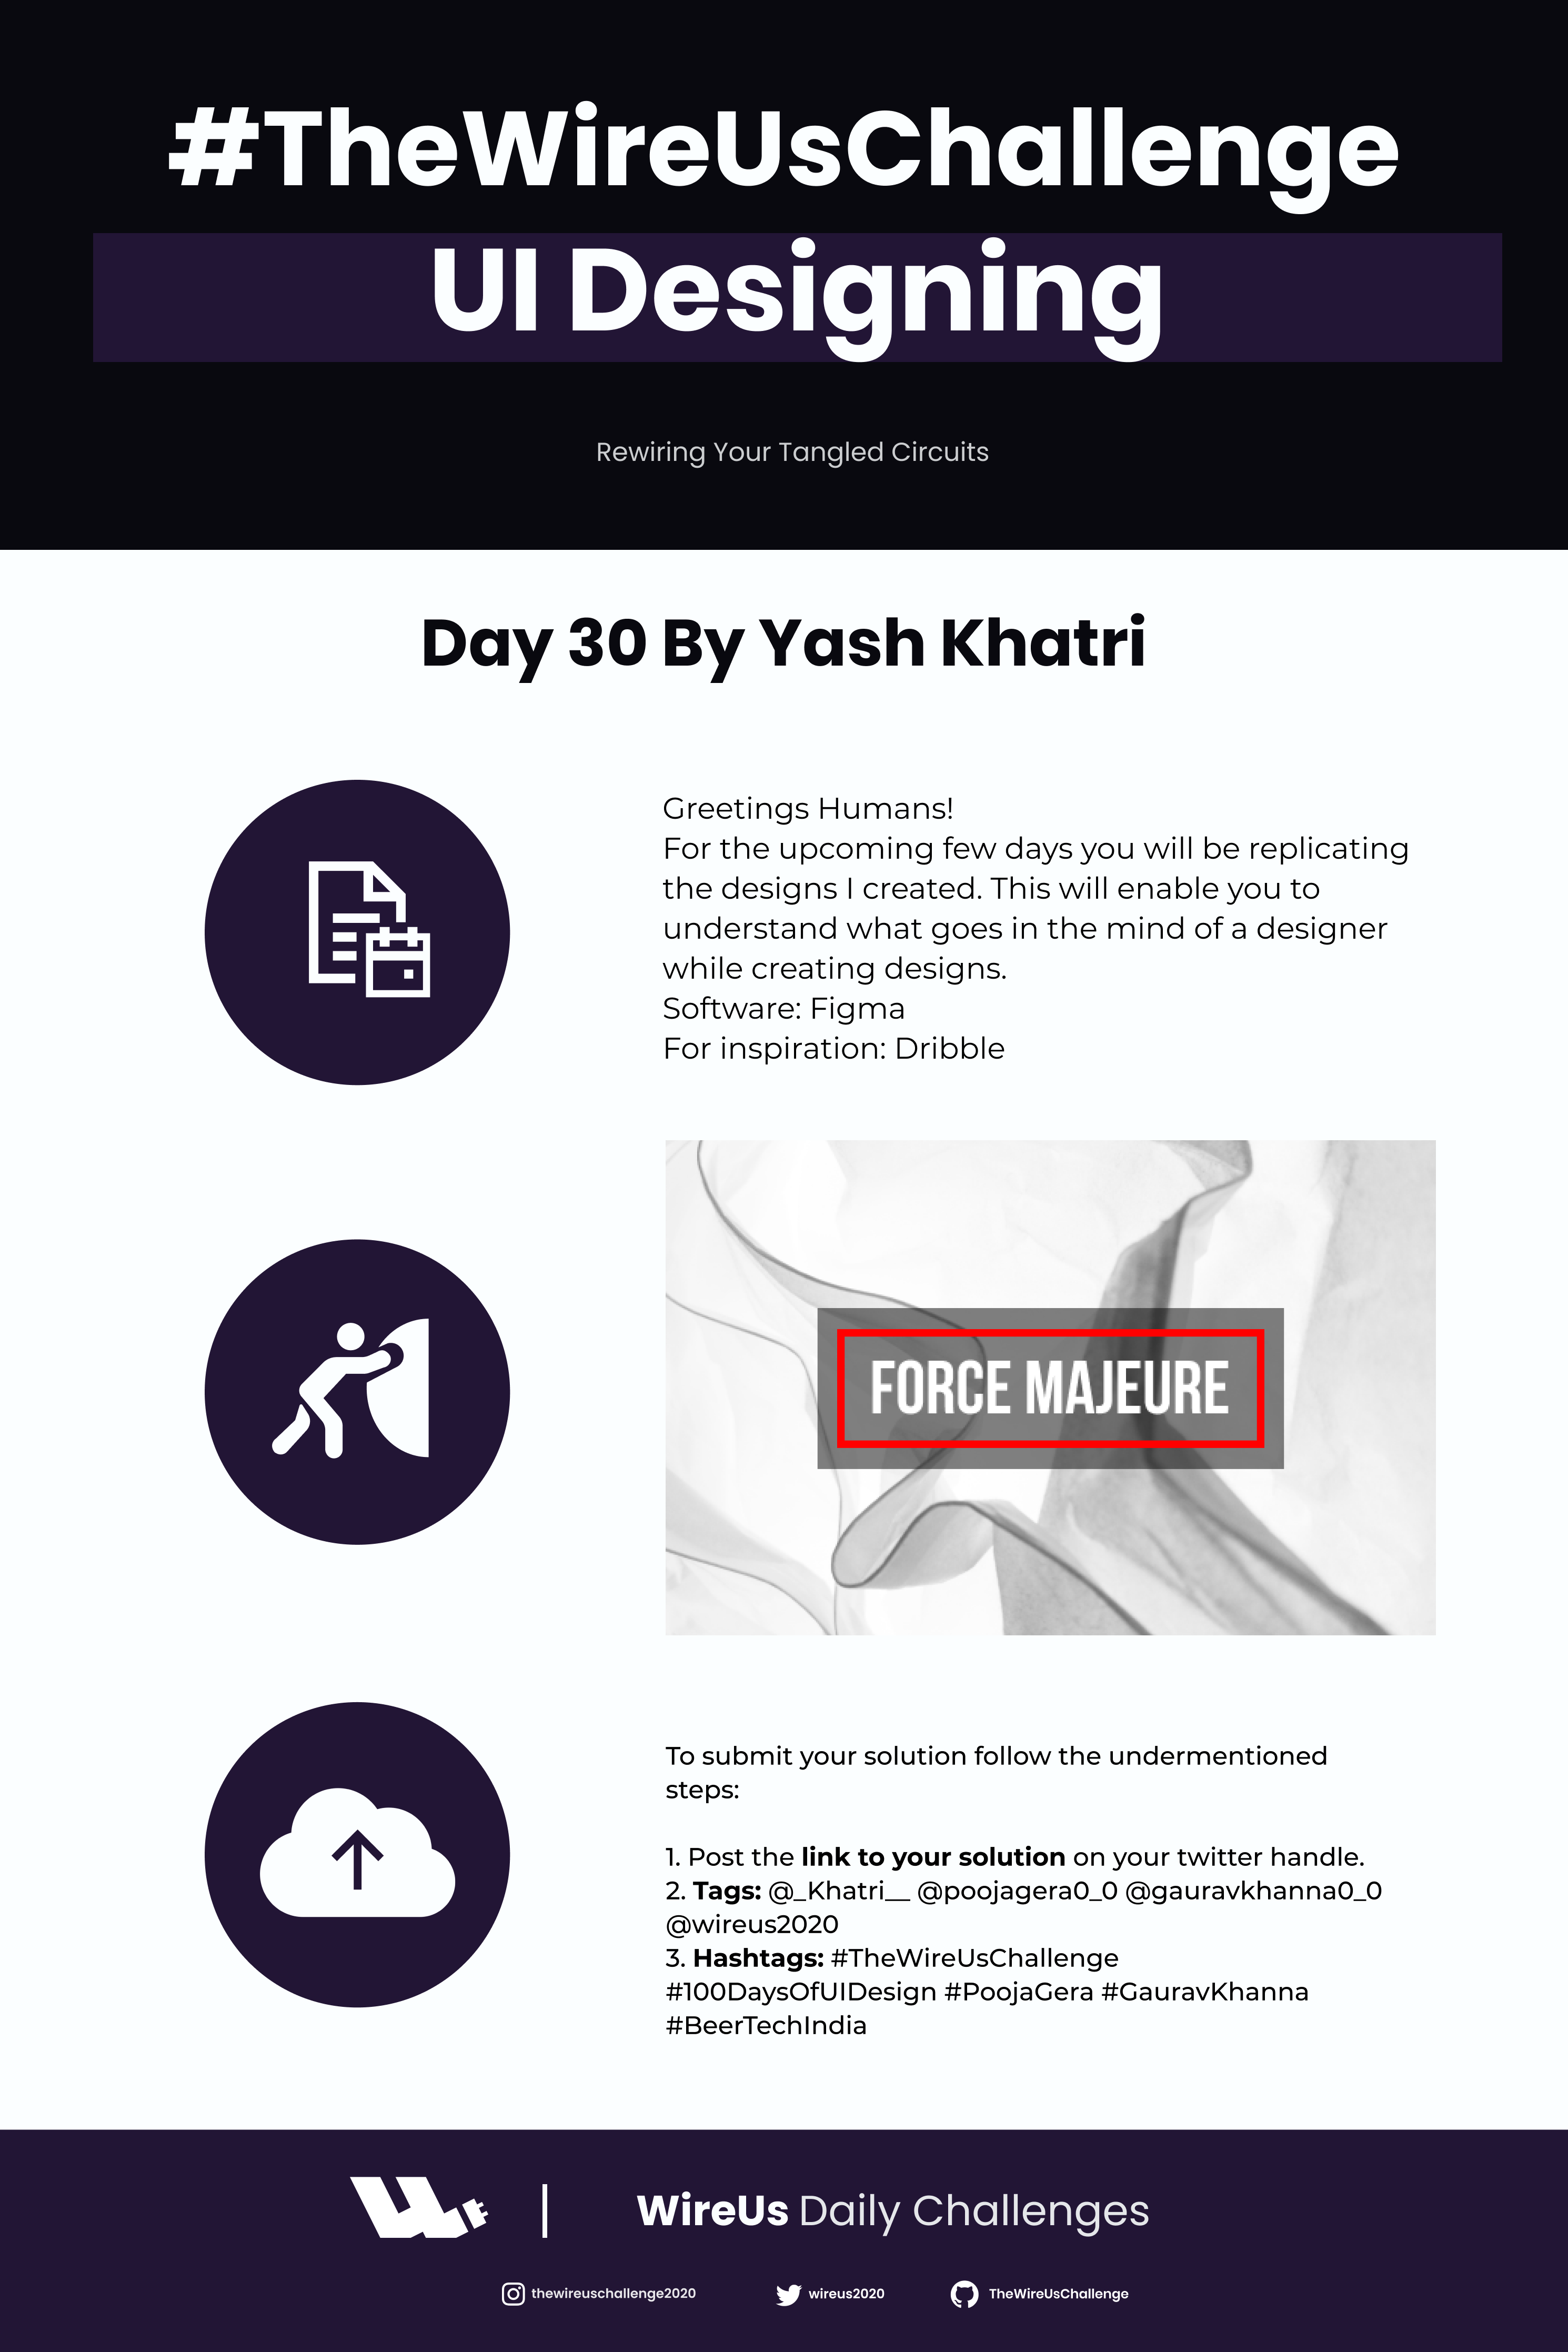 #TheWireUsChallenge
UI Designing
Rewiring Your Tangled Circuits
Day 30 By Yash Khatri
Greetings Humans!
For the upcoming few days you will be replicating
the designs I created. This will enable you to
understand what goes in the mind of a designer
while creating designs.
Software: Figma
For inspiration: Dribble
FORCE MAJEURE
To submit your solution follow the undermentioned
steps:
1. Post the link to your solution on your twitter handle.
2. Tags: @_Khatri__ @poojagera0_0 @gauravkhanna0_0
@wireus2020
3. Hashtags: #TheWireUsChallenge
#100DaysOfUIDesign #PoojaGera #GauravKhanna
#BeerTechIndia
WireUs Daily Challenges
thewireuschallenge2020 wireus2020 TheWireUsChallenge